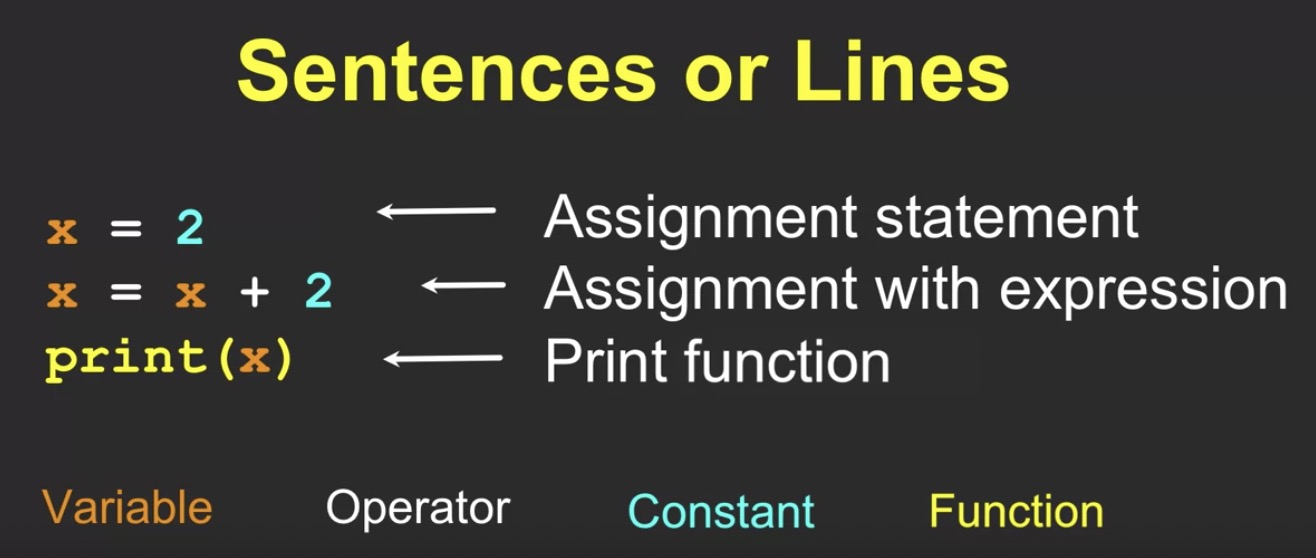 Sentences or Lines
x = 2 Assignment statement
x = x + 2 Assignment with expression
print(x) Print function
Variable Operator Constant Function